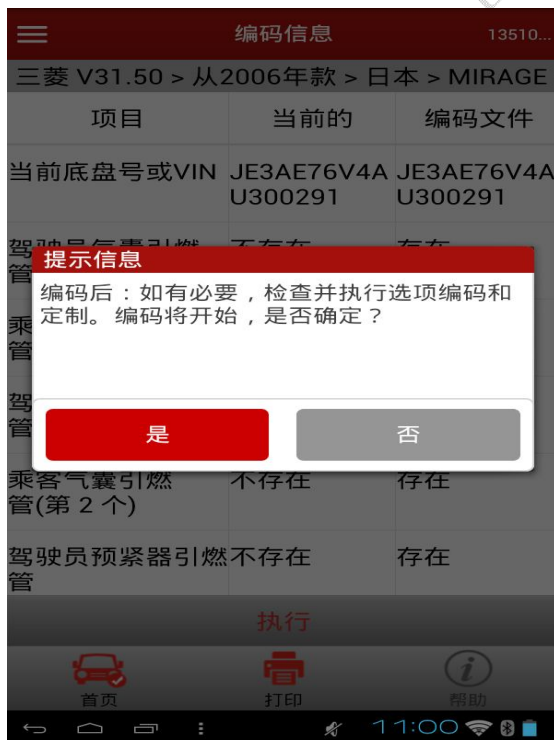 编码信息
13510...
三菱 V31.50 > 从2006年款 > 日本 > MIRAGE
项目 当前的 编码文件
当前底盘号或VIN JE3AE76V4A JE3AE76V4A
U300291 U300291
提示信息
编码后：如有必要，检查并执行选项编码和
定制。编码将开始，是否确定？
是 否
乘客气囊引燃 不存在 存在
管(第 2 个)
驾驶员预紧器引燃 不存在 存在
管
执行
首页 打印 帮助
11:00